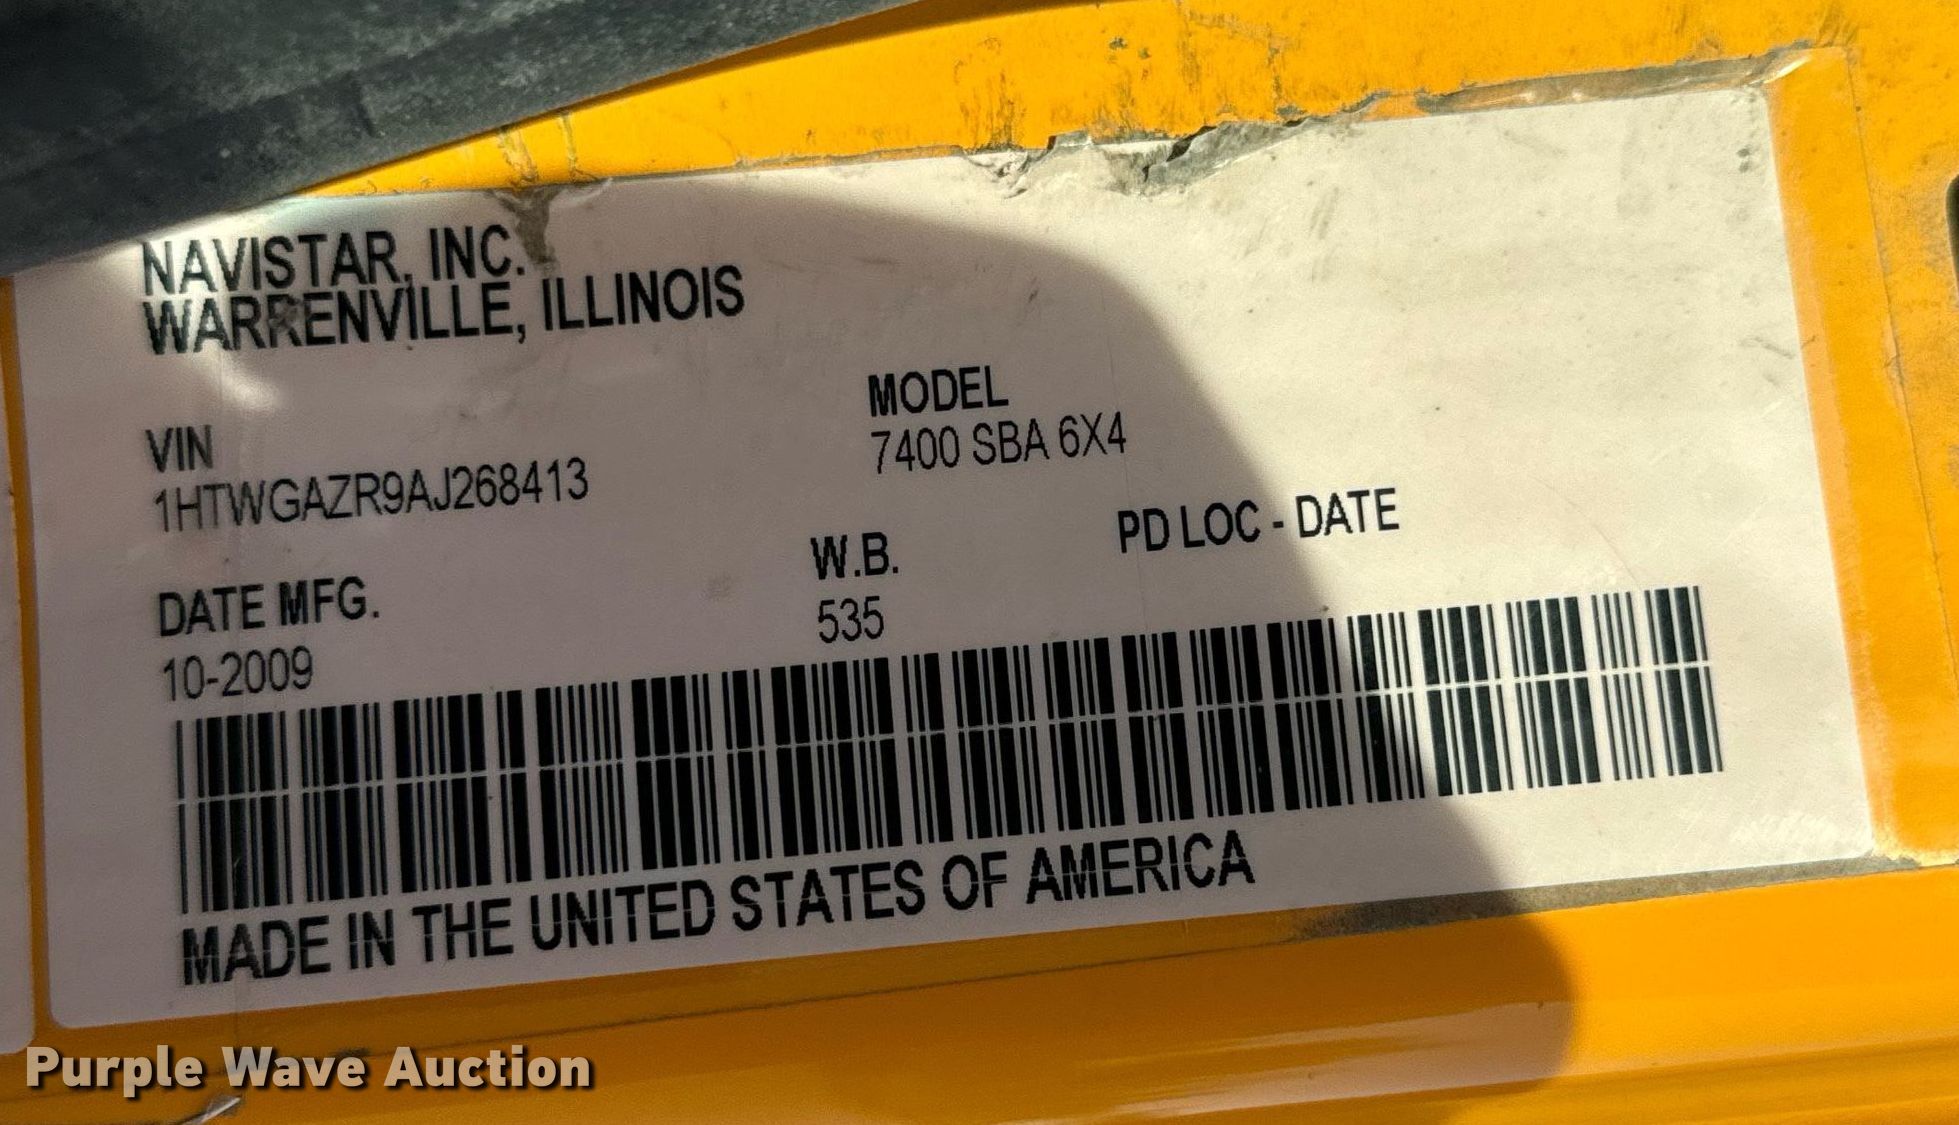 NAVISTAR, INC.
WARRENVILLE, ILLINOIS
MODEL
7400 SBA 6X4
VIN
1HTWGAZR9AJ268413
W.B.
535
PD LOC - DATE
DATE MFG.
10-2009
MADE IN THE UNITED STATES OF AMERICA
Purple Wave Auction